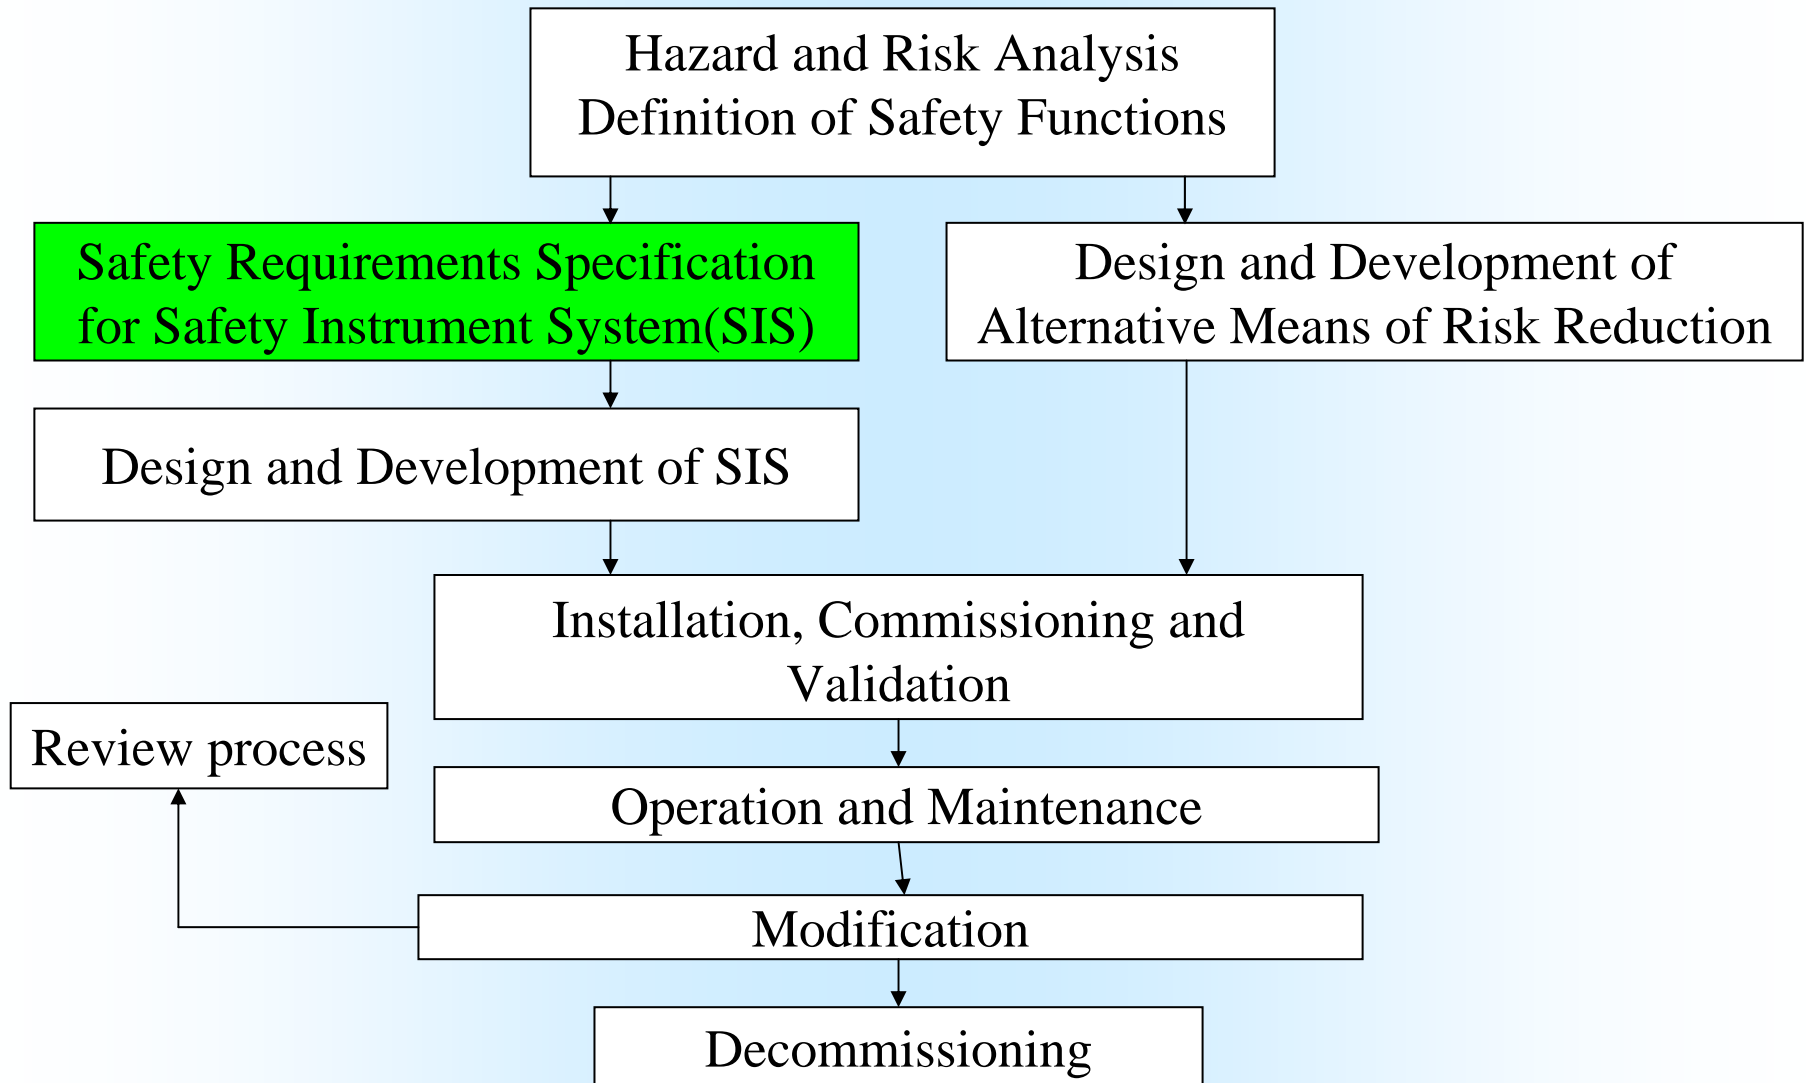 Hazard and Risk Analysis
Definition of Safety Functions
Safety Requirements Specification
for Safety Instrument System(SIS)
Design and Development of
Alternative Means of Risk Reduction
Design and Development of SIS
Installation, Commissioning and
Validation
Review process
Operation and Maintenance
Modification
Decommissioning